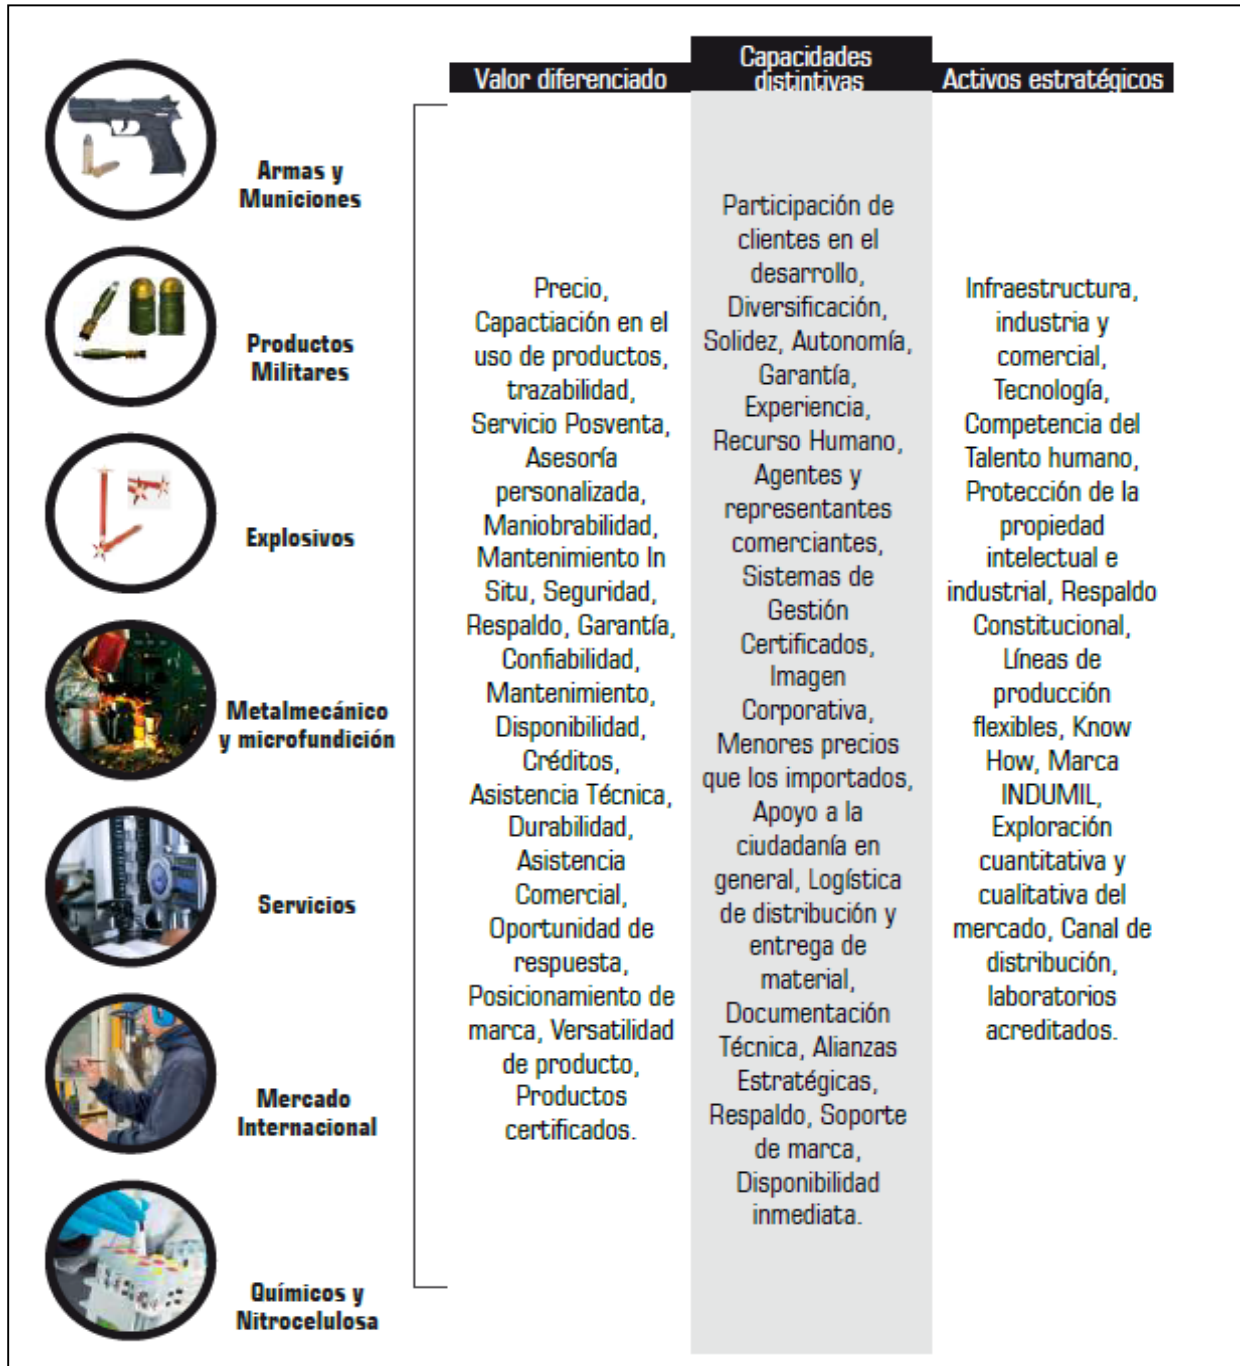 Valor diferenciado
Capacidades
distintivas
Activos estratégicos
Armas y
Municiones
Productos
Militares
Explosivos
Metalmecánico
y microfundición
Servicios
Mercado
Internacional
Químicos y
Nitrocelulosa
Precio,
Capactiación en el
uso de productos,
trazabilidad,
Servicio Posventa,
Asesoría
personalizada,
Maniobrabilidad,
Mantenimiento In
Situ, Seguridad,
Respaldo, Garantía,
Confiabilidad,
Mantenimiento,
Disponibilidad,
Créditos,
Asistencia Técnica,
Durabilidad,
Asistencia
Comercial,
Oportunidad de
respuesta,
Posicionamiento de
marca, Versatilidad
de producto,
Productos
certificados.
Participación de
clientes en el
desarrollo,
Diversificación,
Solidez, Autonomía,
Garantía,
Experiencia,
Recurso Humano,
Agentes y
representantes
comerciantes,
Sistemas de
Gestión
Certificados,
Imagen
Corporativa,
Menores precios
que los importados,
Apoyo a la
ciudadanía en
general, Logística
de distribución y
entrega de
material,
Documentación
Técnica, Alianzas
Estratégicas,
Respaldo, Soporte
de marca,
Disponibilidad
inmediata.
Infraestructura,
industria y
comercial,
Tecnología,
Competencia del
Talento humano,
Protección de la
propiedad
intelectual e
industrial, Respaldo
Constitucional,
Líneas de
producción
flexibles, Know
How, Marca
INDUMIL,
Exploración
cuantitativa y
cualitativa del
mercado, Canal de
distribución,
laboratorios
acreditados.